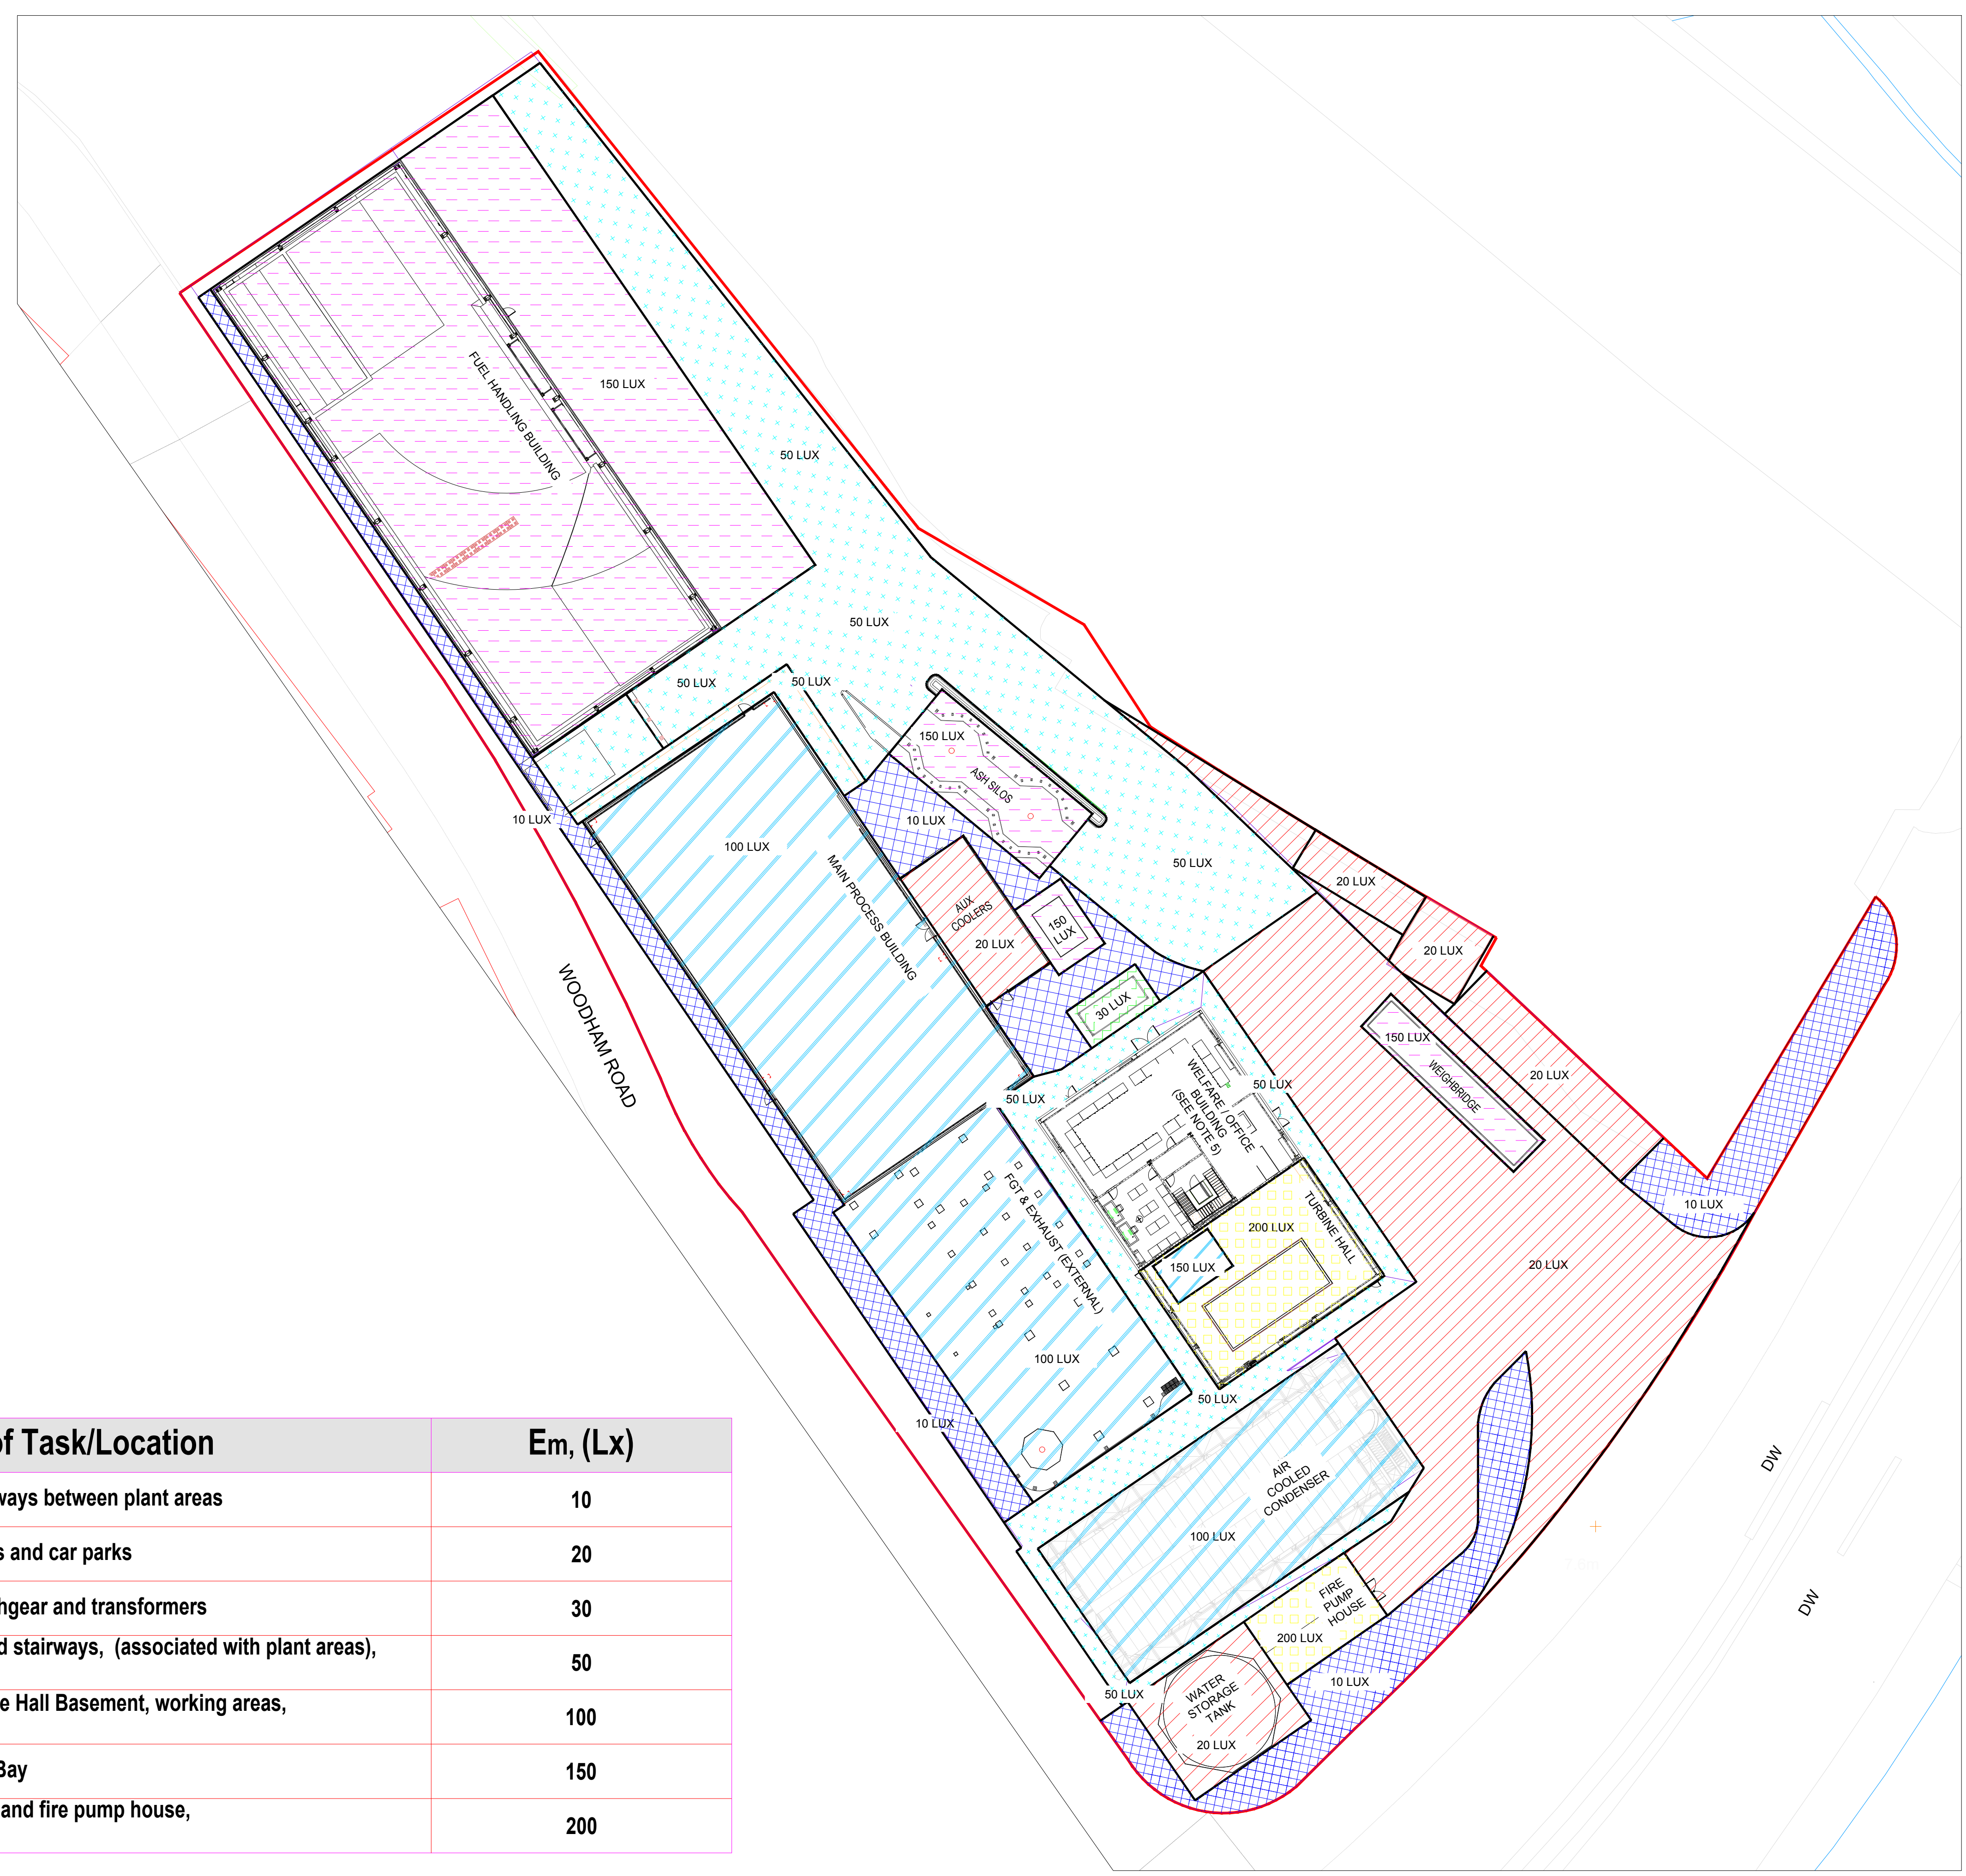 150 LUX
FUEL HANDLING BUILDING
50 LUX
50 LUX
50 LUX
50 LUX
150 LUX
ASH SILOS
10 LUX
10 LUX
100 LUX
MAIN PROCESS BUILDING
50 LUX
20 LUX
AUX
COOLERS
20 LUX
150
LUX
20 LUX
30 LUX
150 LUX
WEIGHBRIDGE
20 LUX
WOODHAM ROAD
50 LUX
50 LUX
WELFARE / OFFICE
BUILDING
(SEE NOTE 5)
10 LUX
FGT & EXHAUST (EXTERNAL)
200 LUX
TURBINE HALL
150 LUX
20 LUX
100 LUX
50 LUX
10 LUX
AIR
COOLED
CONDENSER
100 LUX
DW
FIRE
PUMP
HOUSE
200 LUX
DW
10 LUX
50 LUX
WATER
STORAGE
TANK
20 LUX
of Task/Location
Em, (Lx)
ways between plant areas
10
s and car parks
20
hgear and transformers
30
d stairways, (associated with plant areas),
50
e Hall Basement, working areas,
100
Bay
150
and fire pump house,
200